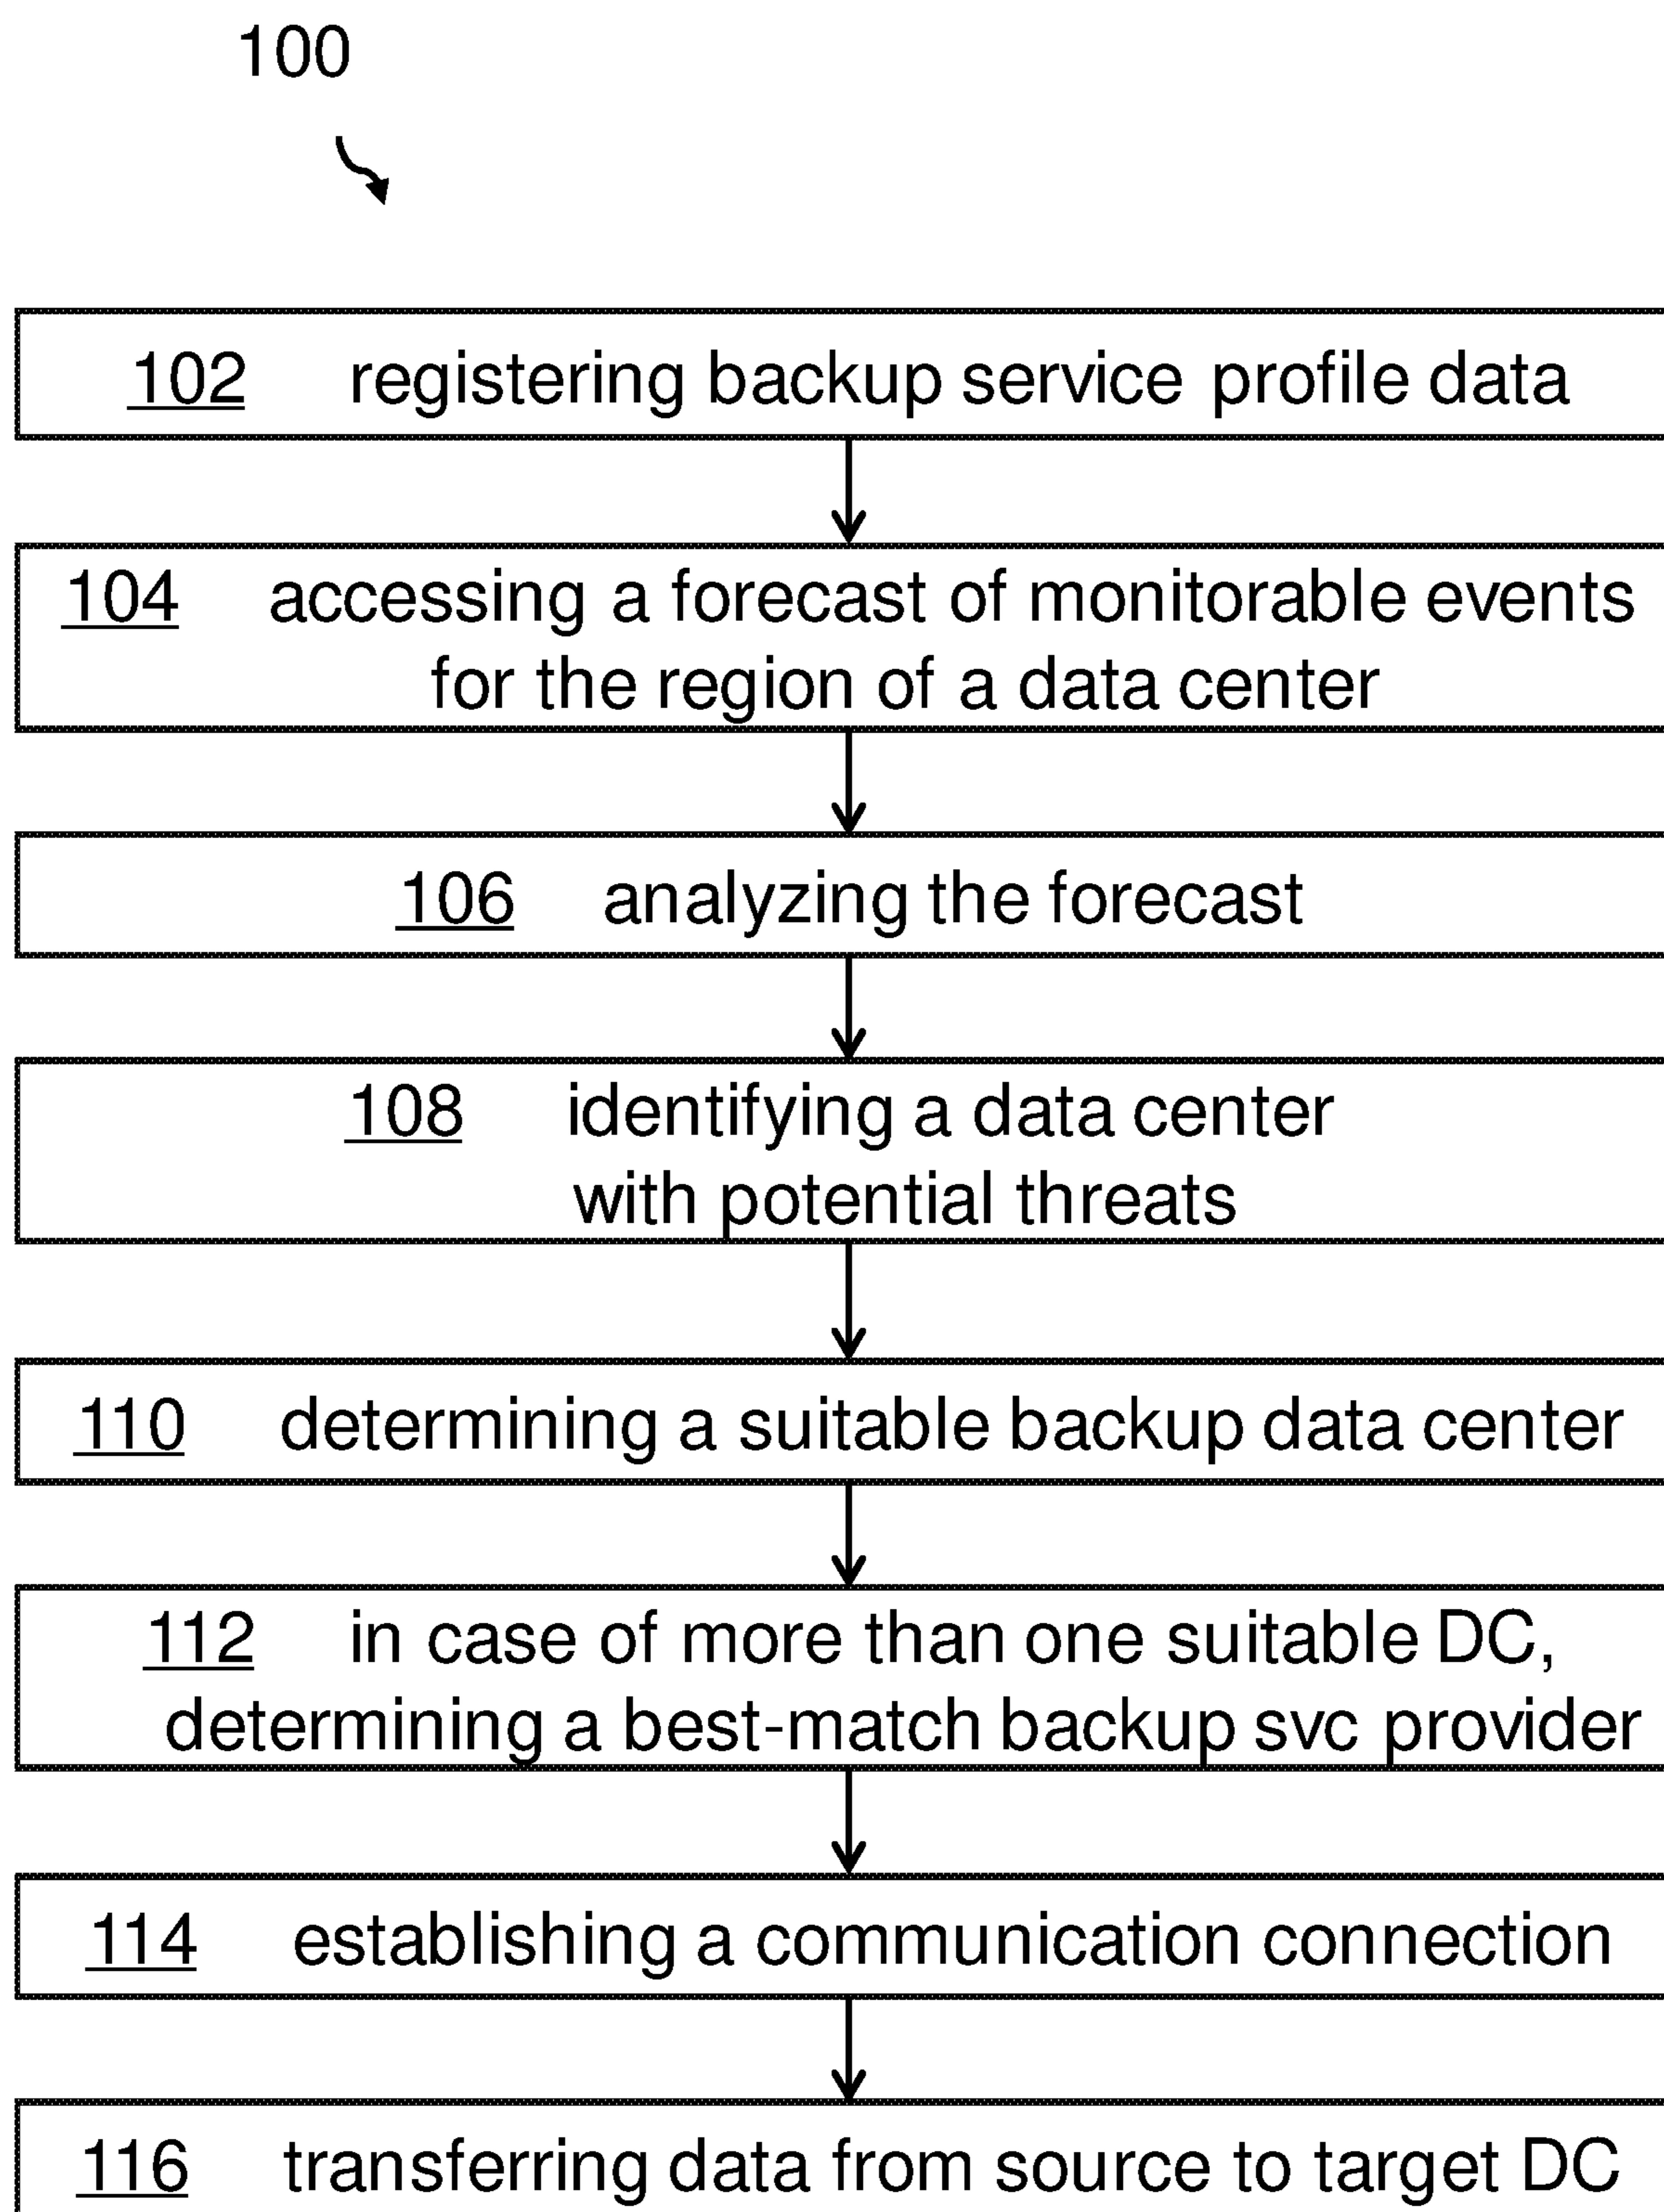 100
102 registering backup service profile data
104 accessing a forecast of monitorable events
for the region of a data center
106 analyzing the forecast
108 identifying a data center
with potential threats
110 determining a suitable backup data center
112 in case of more than one suitable DC,
determining a best-match backup svc provider
114 establishing a communication connection
116 transferring data from source to target DC